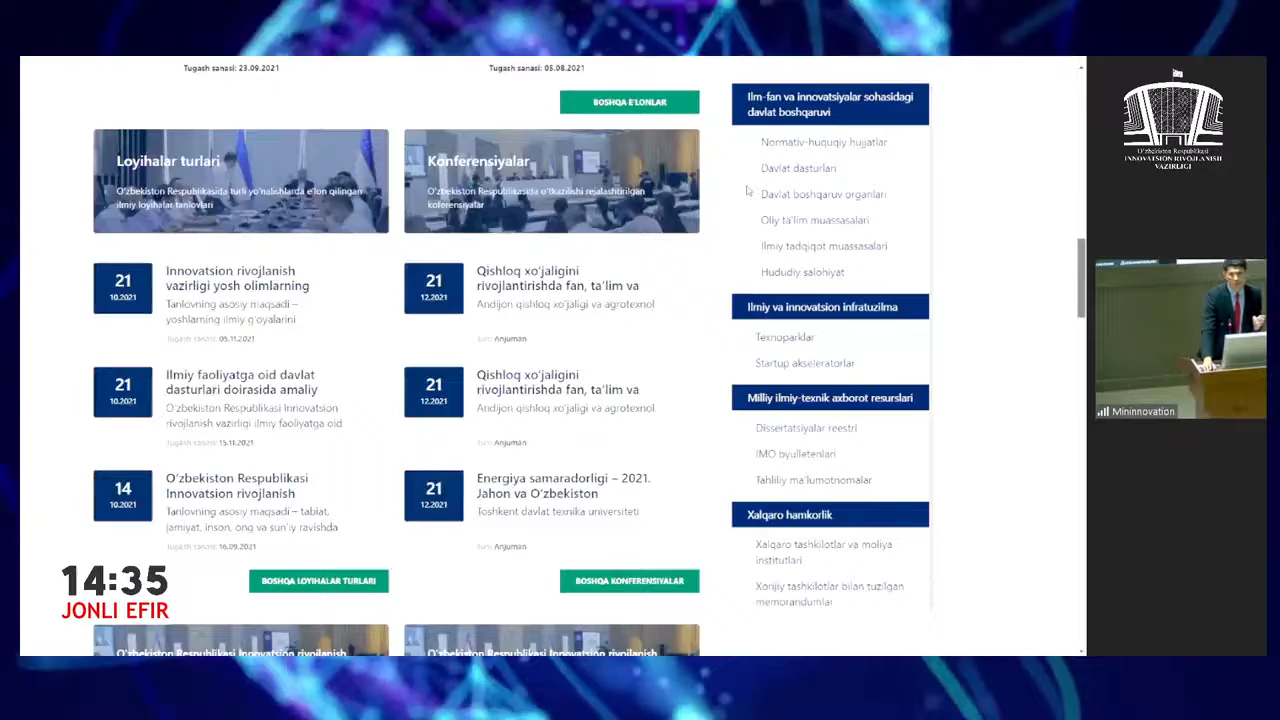 Tugash sanasi: 23.09.2021
Tugash sanasi: 05.08.2021
BOSHQA E'LONLAR
Loyihalar turlari
O'zbekiston Respublikasida turli yo'nalishlarda e'lon qilingan
ilmiy loyihalar tanlovlari
Konferensiyalar
O'zbekiston Respublikasida o'tkazilishi rejalashtirilgan
koferensiyalar
21
10.2021
Innovatsion rivojlanish
vazirligi yosh olimlarning
Tanlovning asosiy maqsadi –
yoshlarning ilmiy g'oyalarini
Tugash sanasi: 05.11.2021
21
12.2021
Qishloq xo'jaligini
rivojlantirishda fan, ta'lim va
Andijon qishloq xo'jaligi va agrotexnol
Turi: Anjuman
21
10.2021
Ilmiy faoliyatga oid davlat
dasturlari doirasida amaliy
O'zbekiston Respublikasi Innovatsion
rivojlanish vazirligi ilmiy faoliyatga oid
Tugash sanasi: 15.11.2021
21
12.2021
Qishloq xo'jaligini
rivojlantirishda fan, ta'lim va
Andijon qishloq xo'jaligi va agrotexnol
Turi: Anjuman
14
10.2021
O'zbekiston Respublikasi
Innovatsion rivojlanish
Tanlovning asosiy maqsadi – tabiat,
jamiyat, inson, ong va sun'iy ravishda
Tugash sanasi: 16.09.2021
21
12.2021
Energiya samaradorligi – 2021.
Jahon va O'zbekiston
Toshkent davlat texnika universiteti
Turi: Anjuman
BOSHQA LOYIHALAR TURLARI
BOSHQA KONFERENSIYALAR
O'zbekiston Respublikasi Innovatsion rivojlanish
O'zbekiston Respublikasi Innovatsion rivojlanish
Ilm-fan va innovatsiyalar sohasidagi
davlat boshqaruvi
Normativ-huquqiy hujjatlar
Davlat dasturlari
Davlat boshqaruv organlari
Oliy ta'lim muassasalari
Ilmiy tadqiqot muassasalari
Hududiy salohiyat
Ilmiy va innovatsion infratuzilma
Texnoparklar
Startup akseleratorlar
Milliy ilmiy-texnik axborot resurslari
Dissertatsiyalar reestri
IMO byulletenlari
Tahliliy ma'lumotnomalar
Xalqaro hamkorlik
Xalqaro tashkilotlar va moliya
institutlari
Xorijiy tashkilotlar bilan tuzilgan
memorandumlar
14:35
JONLI EFIR
O'zbekiston Respublikasi
INNOVATSION RIVOJLANISH
VAZIRLIGI
Mininnovation